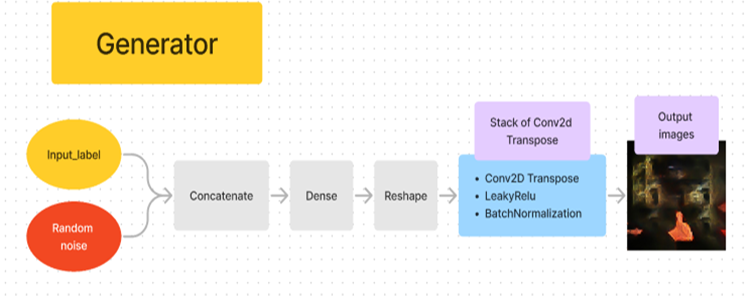 Generator
Input_label
Random
noise
Concatenate
Dense
Reshape
Stack of Conv2d
Transpose
• Conv2D Transpose
• LeakyRelu
• BatchNormalization
Output
images